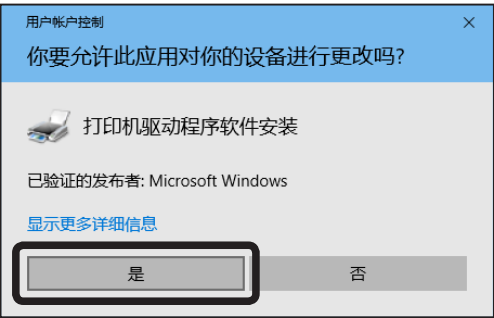 用户帐户控制
你要允许此应用对你的设备进行更改吗?
打印机驱动程序软件安装
已验证的发布者: Microsoft Windows
显示更多详细信息
是
否